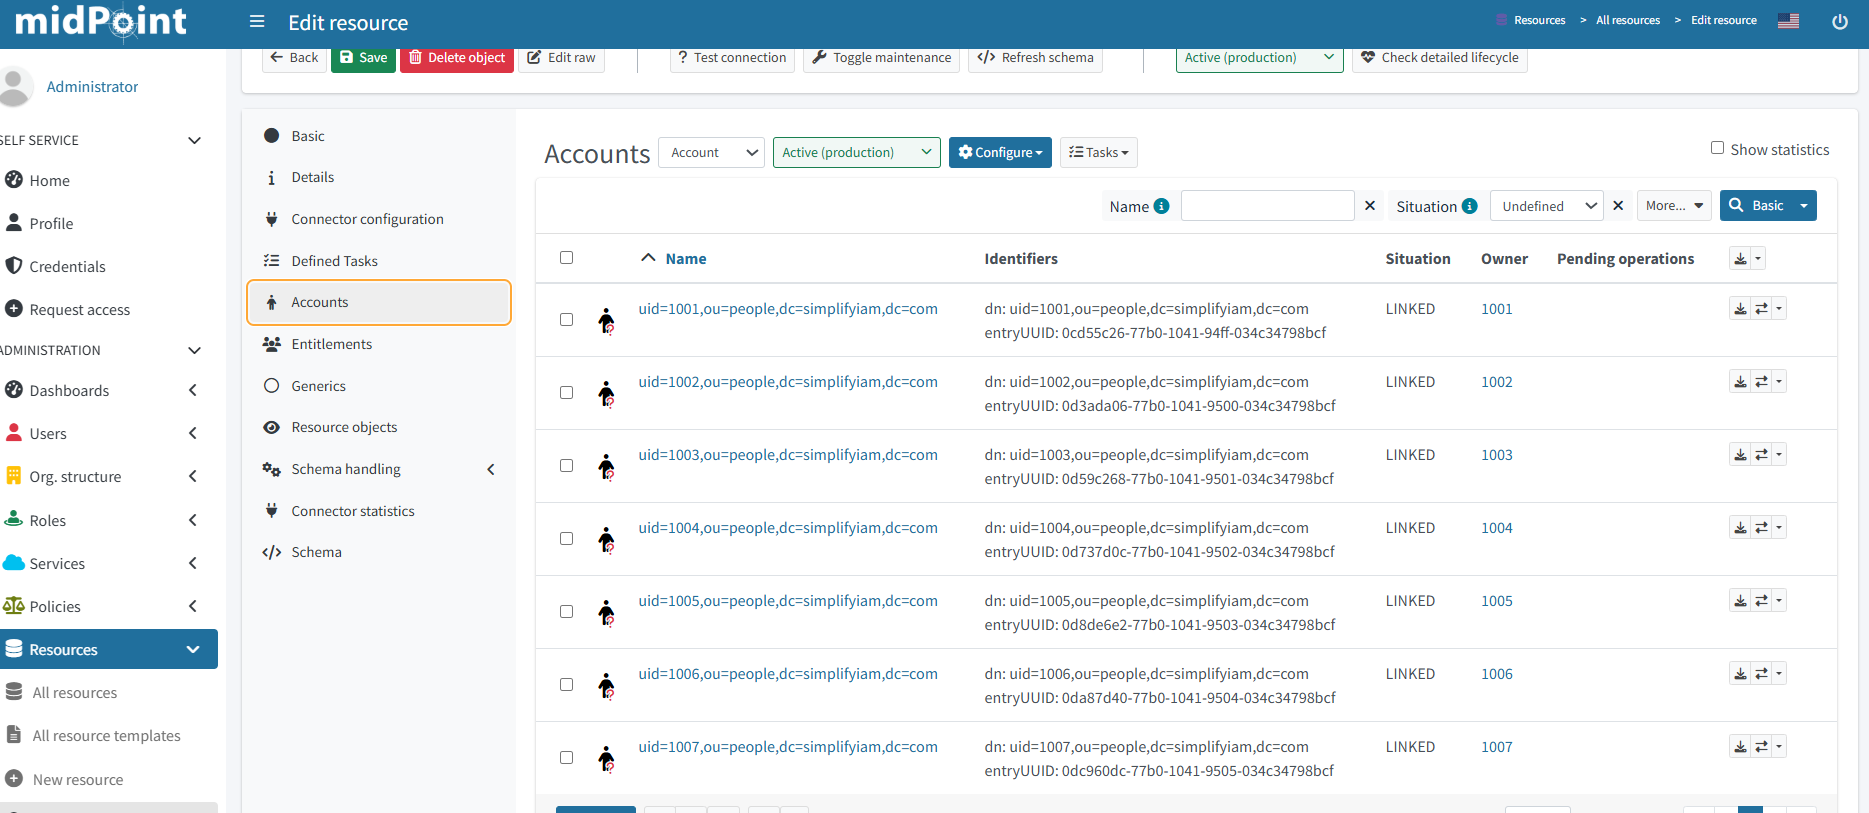 midPoint
Edit resource
Resources > All resources > Edit resource
Back
Save
Delete object
Edit raw
? Test connection
Toggle maintenance
</> Refresh schema
Active (production)
Check detailed lifecycle
Administrator
SELF SERVICE
Home
Profile
Credentials
Request access
ADMINISTRATION
Dashboards
Users
Org. structure
Roles
Services
Policies
Resources
All resources
All resource templates
New resource
Basic
Details
Connector configuration
Defined Tasks
Accounts
Entitlements
Generics
Resource objects
Schema handling
Connector statistics
</> Schema
Accounts
Account
Active (production)
Configure
Tasks
Show statistics
Name
Situation
Undefined
More...
Basic
Name Identifiers Situation Owner Pending operations
uid=1001,ou=people,dc=simplifyiam,dc=com dn: uid=1001,ou=people,dc=simplifyiam,dc=com LINKED 1001
entryUUID: 0cd55c26-77b0-1041-94ff-034c34798bcf
uid=1002,ou=people,dc=simplifyiam,dc=com dn: uid=1002,ou=people,dc=simplifyiam,dc=com LINKED 1002
entryUUID: 0d3ada06-77b0-1041-9500-034c34798bcf
uid=1003,ou=people,dc=simplifyiam,dc=com dn: uid=1003,ou=people,dc=simplifyiam,dc=com LINKED 1003
entryUUID: 0d59c268-77b0-1041-9501-034c34798bcf
uid=1004,ou=people,dc=simplifyiam,dc=com dn: uid=1004,ou=people,dc=simplifyiam,dc=com LINKED 1004
entryUUID: 0d737d0c-77b0-1041-9502-034c34798bcf
uid=1005,ou=people,dc=simplifyiam,dc=com dn: uid=1005,ou=people,dc=simplifyiam,dc=com LINKED 1005
entryUUID: 0d8de6e2-77b0-1041-9503-034c34798bcf
uid=1006,ou=people,dc=simplifyiam,dc=com dn: uid=1006,ou=people,dc=simplifyiam,dc=com LINKED 1006
entryUUID: 0da87d40-77b0-1041-9504-034c34798bcf
uid=1007,ou=people,dc=simplifyiam,dc=com dn: uid=1007,ou=people,dc=simplifyiam,dc=com LINKED 1007
entryUUID: 0dc960dc-77b0-1041-9505-034c34798bcf